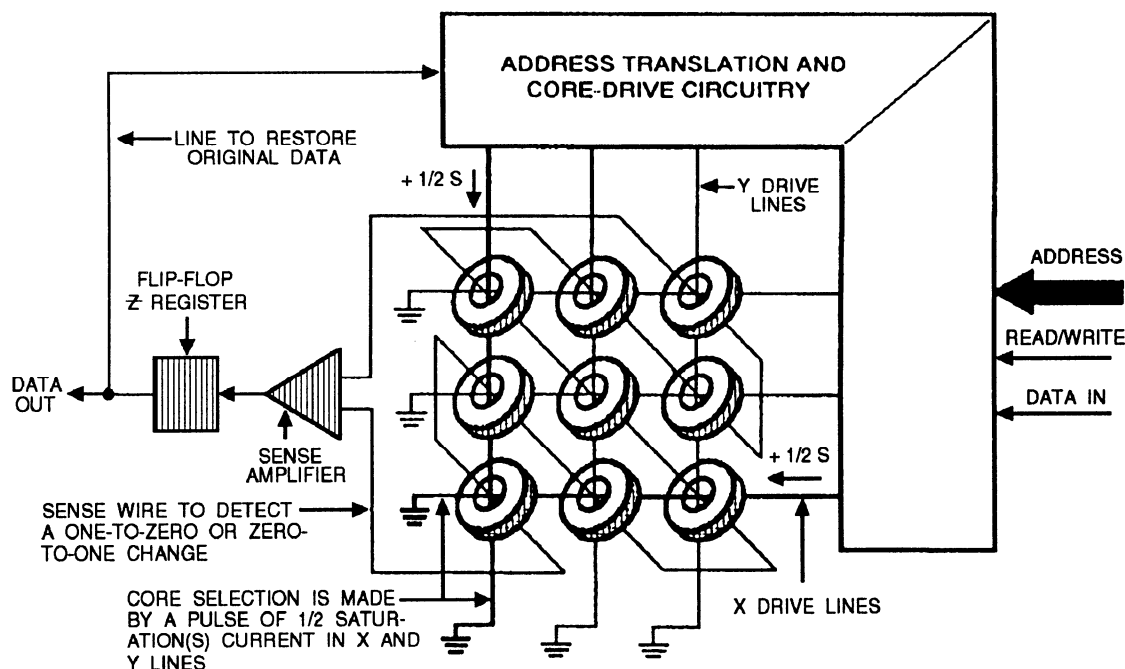 ADDRESS TRANSLATION AND
CORE-DRIVE CIRCUITRY
LINE TO RESTORE
ORIGINAL DATA
+ 1/2 S
Y DRIVE
LINES
ADDRESS
FLIP-FLOP
Z REGISTER
READ/WRITE
DATA
OUT
DATA IN
SENSE
AMPLIFIER
+ 1/2 S
SENSE WIRE TO DETECT
A ONE-TO-ZERO OR ZERO-
TO-ONE CHANGE
CORE SELECTION IS MADE
BY A PULSE OF 1/2 SATUR-
ATION(S) CURRENT IN X AND
Y LINES
X DRIVE LINES